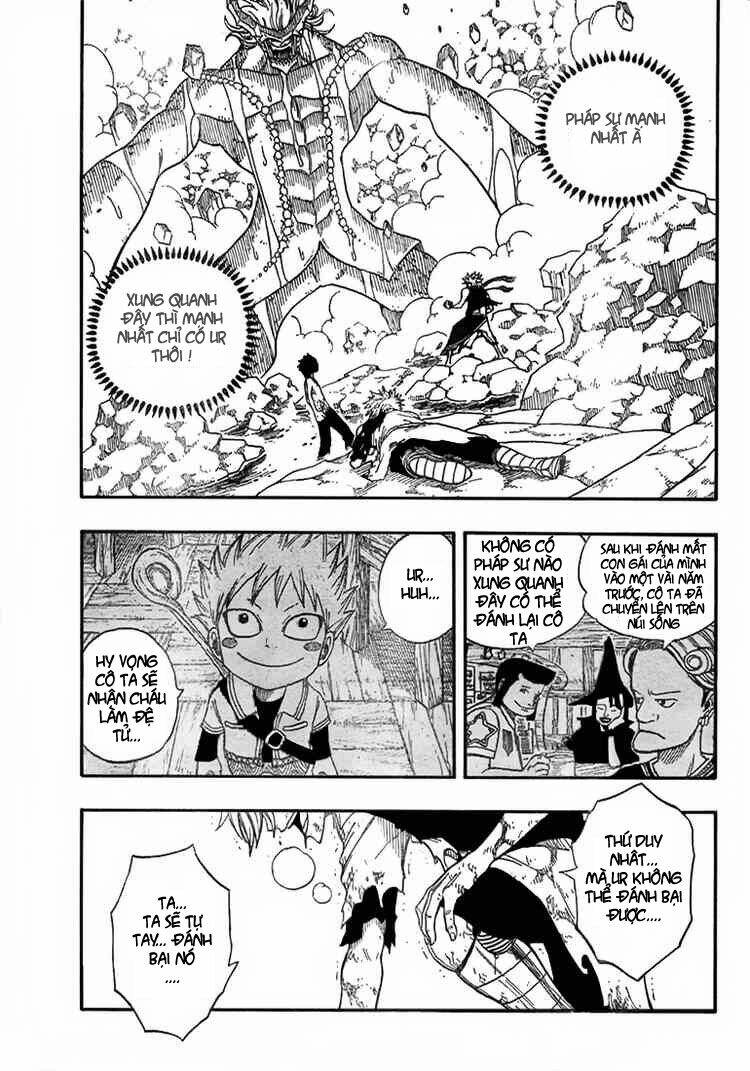 PHÁP SƯ MẠNH
NHẤT À
XUNG QUANH
ĐÂY THÌ MẠNH
NHẤT CHỈ CÓ UR
THÔI !
SAU KHI ĐÁNH MẤT
CON GÁI CỦA MÌNH
VÀO MỘT VÀI NĂM
TRƯỚC, CÔ TA ĐÃ
CHUYỂN LÊN TRÊN
NÚI SỐNG
KHÔNG CÓ
PHÁP SƯ NÀO
XUNG QUANH
ĐÂY CÓ THỂ
ĐÁNH LẠI CÔ
TA
UR...
HUH...
HY VỌNG
CÔ TA SẼ
NHẬN CHÁU
LÀM ĐỆ
TỬ...
THỨ DUY
NHẤT...
MÀ UR KHÔNG
THỂ ĐÁNH BẠI
ĐƯỢC....
TA...
TA SẼ TỰ
TAY... ĐÁNH
BẠI NÓ
....